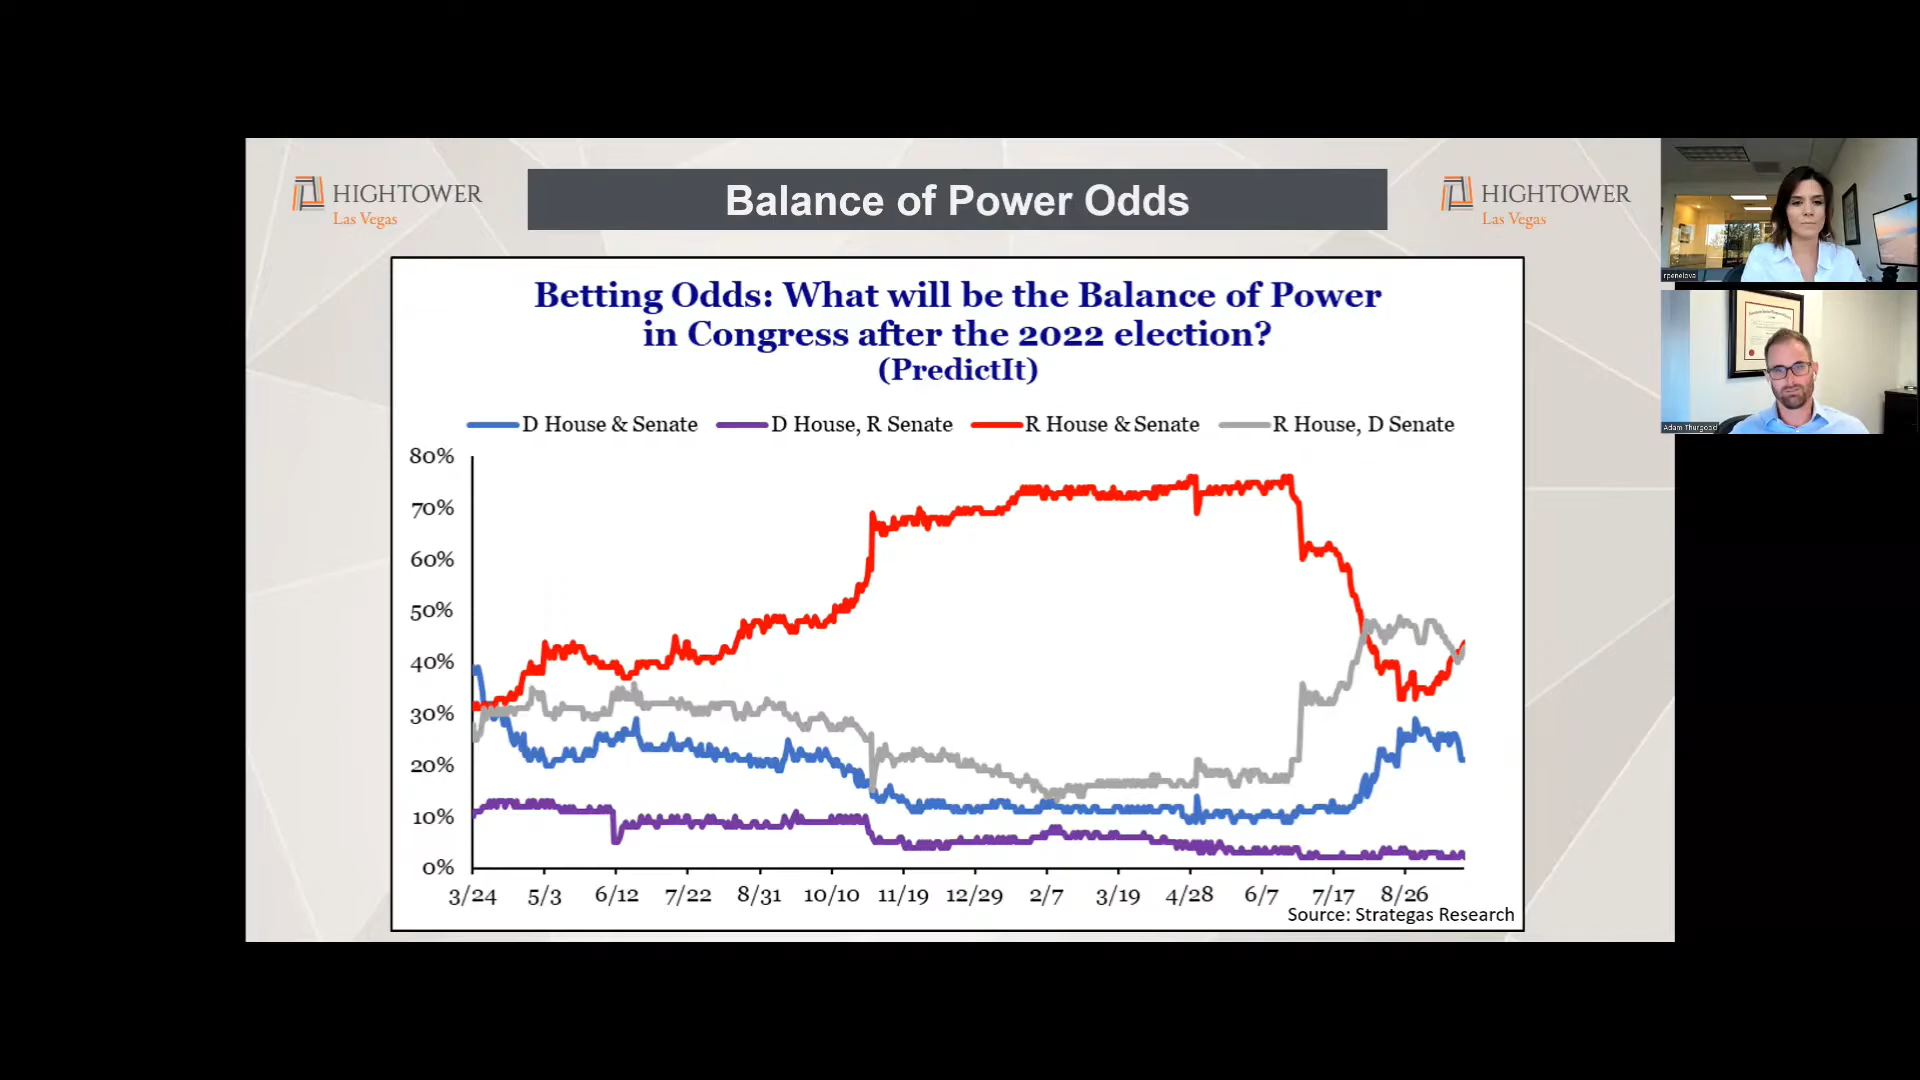 HIGHTOWER
Las Vegas
Balance of Power Odds
HIGHTOWER
Las Vegas
rpenelova
Adam Thurgood
Betting Odds: What will be the Balance of Power
in Congress after the 2022 election?
(PredictIt)
D House & Senate D House, R Senate R House & Senate R House, D Senate
80%
70%
60%
50%
40%
30%
20%
10%
0%
3/24 5/3 6/12 7/22 8/31 10/10 11/19 12/29 2/7 3/19 4/28 6/7 7/17 8/26
Source: Strategas Research